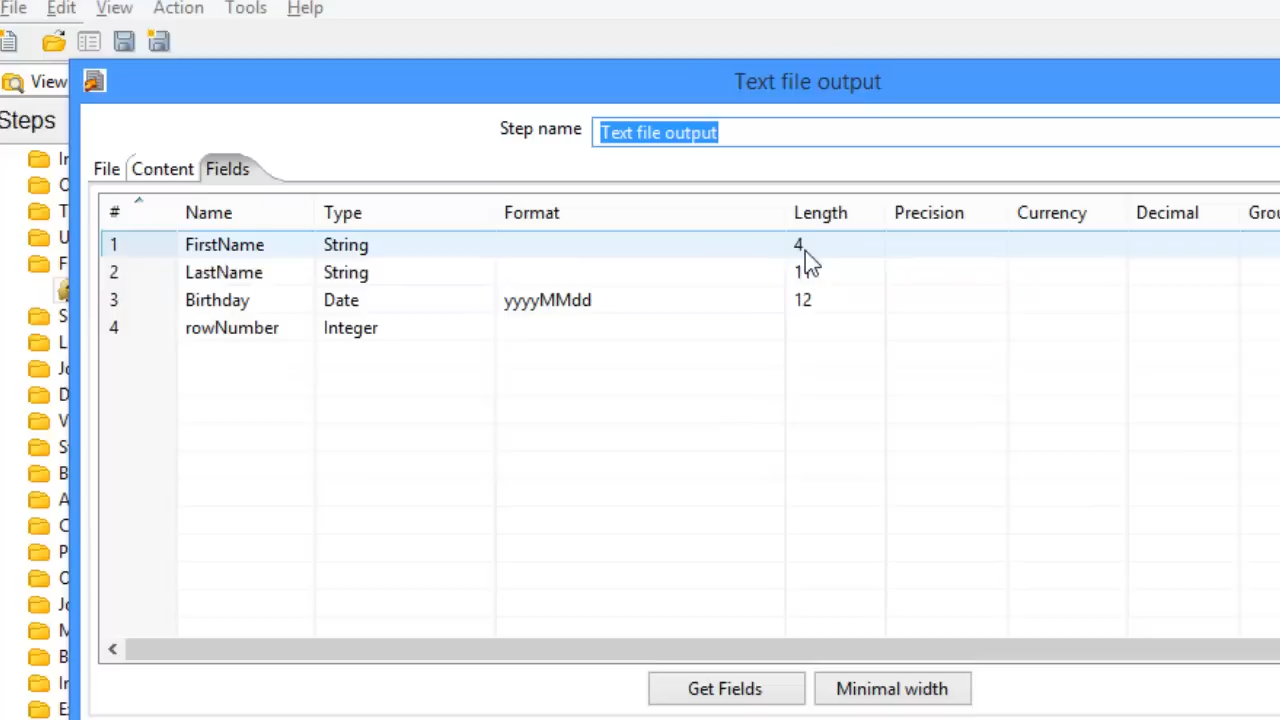 File Edit View Action Tools Help
View
Text file output
Steps
Step name Text file output
File Content Fields
# Name Type Format Length Precision Currency Decimal
1 FirstName String 4
2 LastName String
3 Birthday Date yyyyMMdd 12
4 rowNumber Integer
Get Fields Minimal width